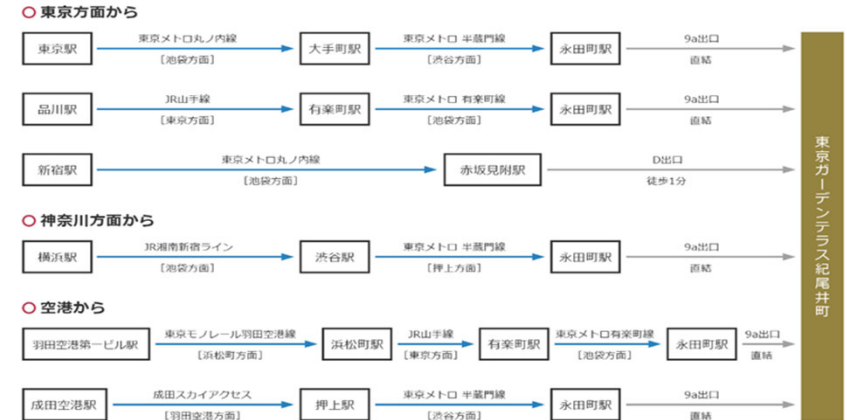 東京方面から
東京駅 東京メトロ丸ノ内線 [池袋方面] 大手町駅 東京メトロ 半蔵門線 [渋谷方面] 永田町駅 9a出口 直結
品川駅 JR山手線 [東京方面] 有楽町駅 東京メトロ 有楽町線 [池袋方面] 永田町駅 9a出口 直結
新宿駅 東京メトロ丸ノ内線 [池袋方面] 赤坂見附駅 D出口 徒歩1分
神奈川方面から
横浜駅 JR湘南新宿ライン [池袋方面] 渋谷駅 東京メトロ 半蔵門線 [押上方面] 永田町駅 9a出口 直結
空港から
羽田空港第一ビル駅 東京モノレール羽田空港線 [浜松町方面] 浜松町駅 JR山手線 [東京方面] 有楽町駅 東京メトロ有楽町線 [池袋方面] 永田町駅 9a出口 直結
成田空港駅 成田スカイアクセス [羽田空港方面] 押上駅 東京メトロ 半蔵門線 [渋谷方面] 永田町駅 9a出口 直結
東京ガーデンテラス紀尾井町